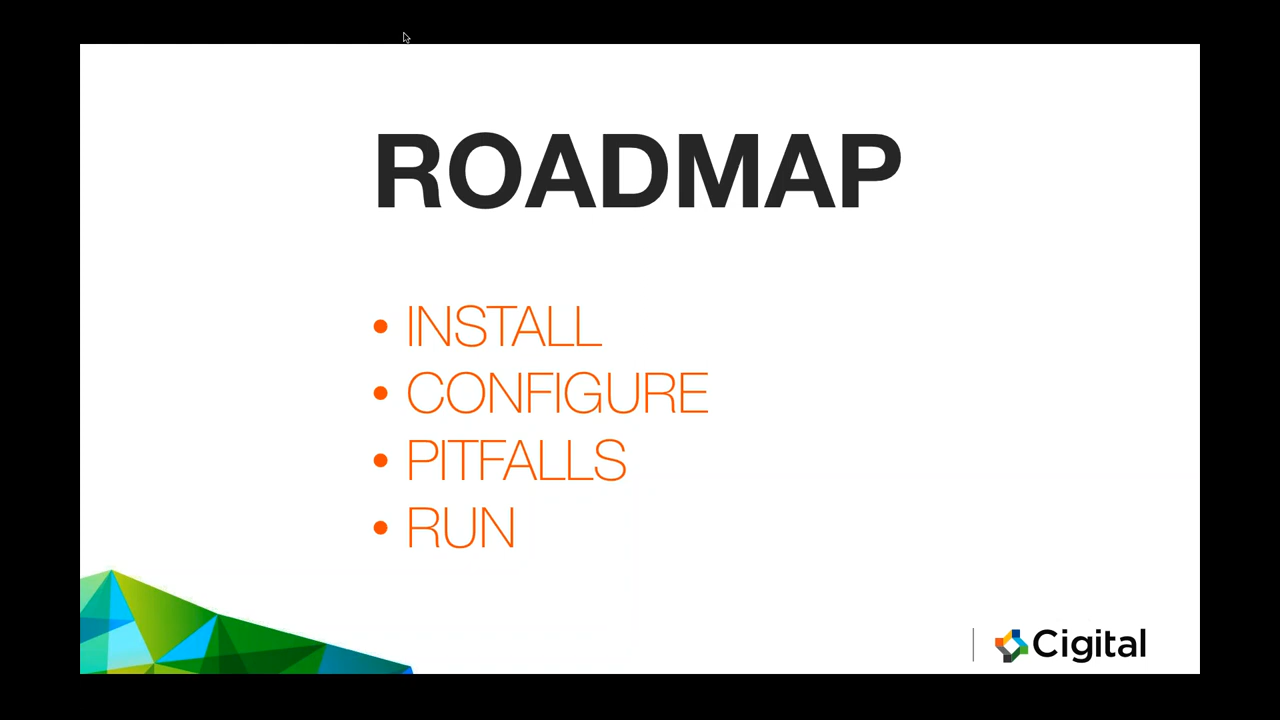 ROADMAP
• INSTALL
• CONFIGURE
• PITFALLS
• RUN
Cigital